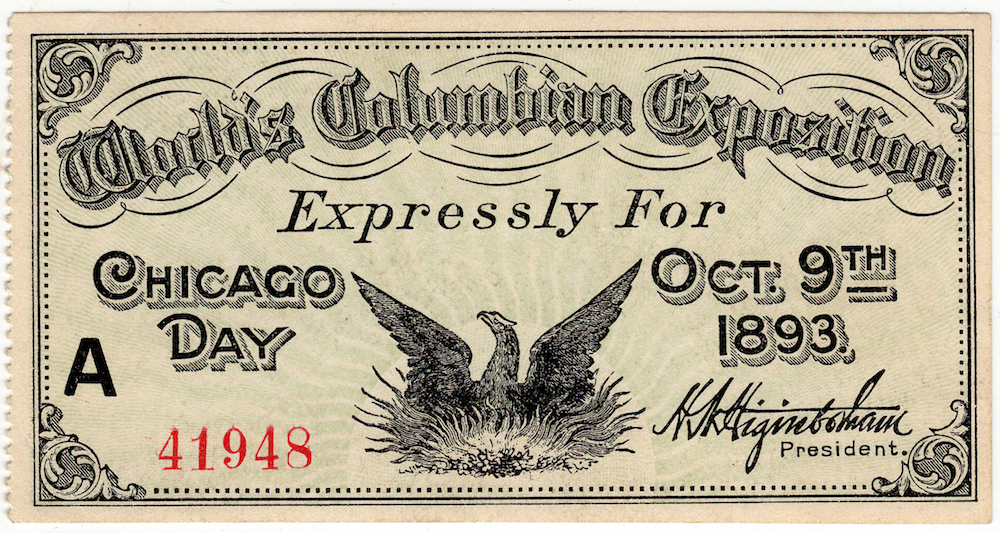 World's Columbian Exposition
Expressly For
Chicago Day
Oct. 9TH 1893.
A
41948
H N Higinbotham
President.